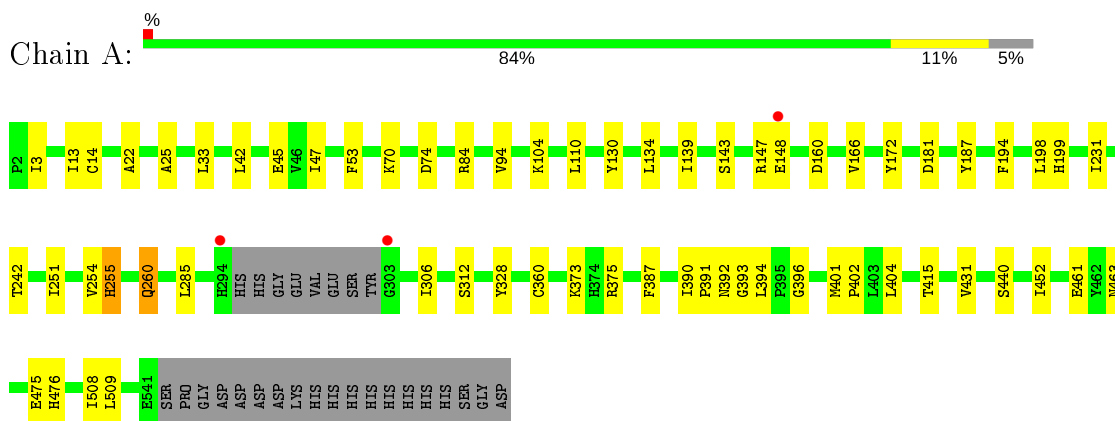 %
Chain A:
84% 11% 5%
P2 I3 I13 C14 A22 A25 L33 L42 E45 V46 I47 F53 K70 D74 R84 V94 K104 L110 Y130 L134 I139 S143 R147 E148 D160 V166 Y172 D181 Y187 F194 L198 H199 I231
T242 I251 V254 H255 Q260 L285 H294 HIS HIS GLY GLU VAL GLU SER TYR G303 I306 S312 Y328 C360 K373 H374 R375 F387 I390 P391 N392 G393 L394 P395 G396 M401 P402 L403 L404 T415 V431 S440 I452 E461 Y462 N463
E475 H476 I508 L509 E541 SER PRO GLY ASP ASP ASP ASP LYS HIS HIS HIS HIS HIS HIS HIS HIS SER GLY ASP